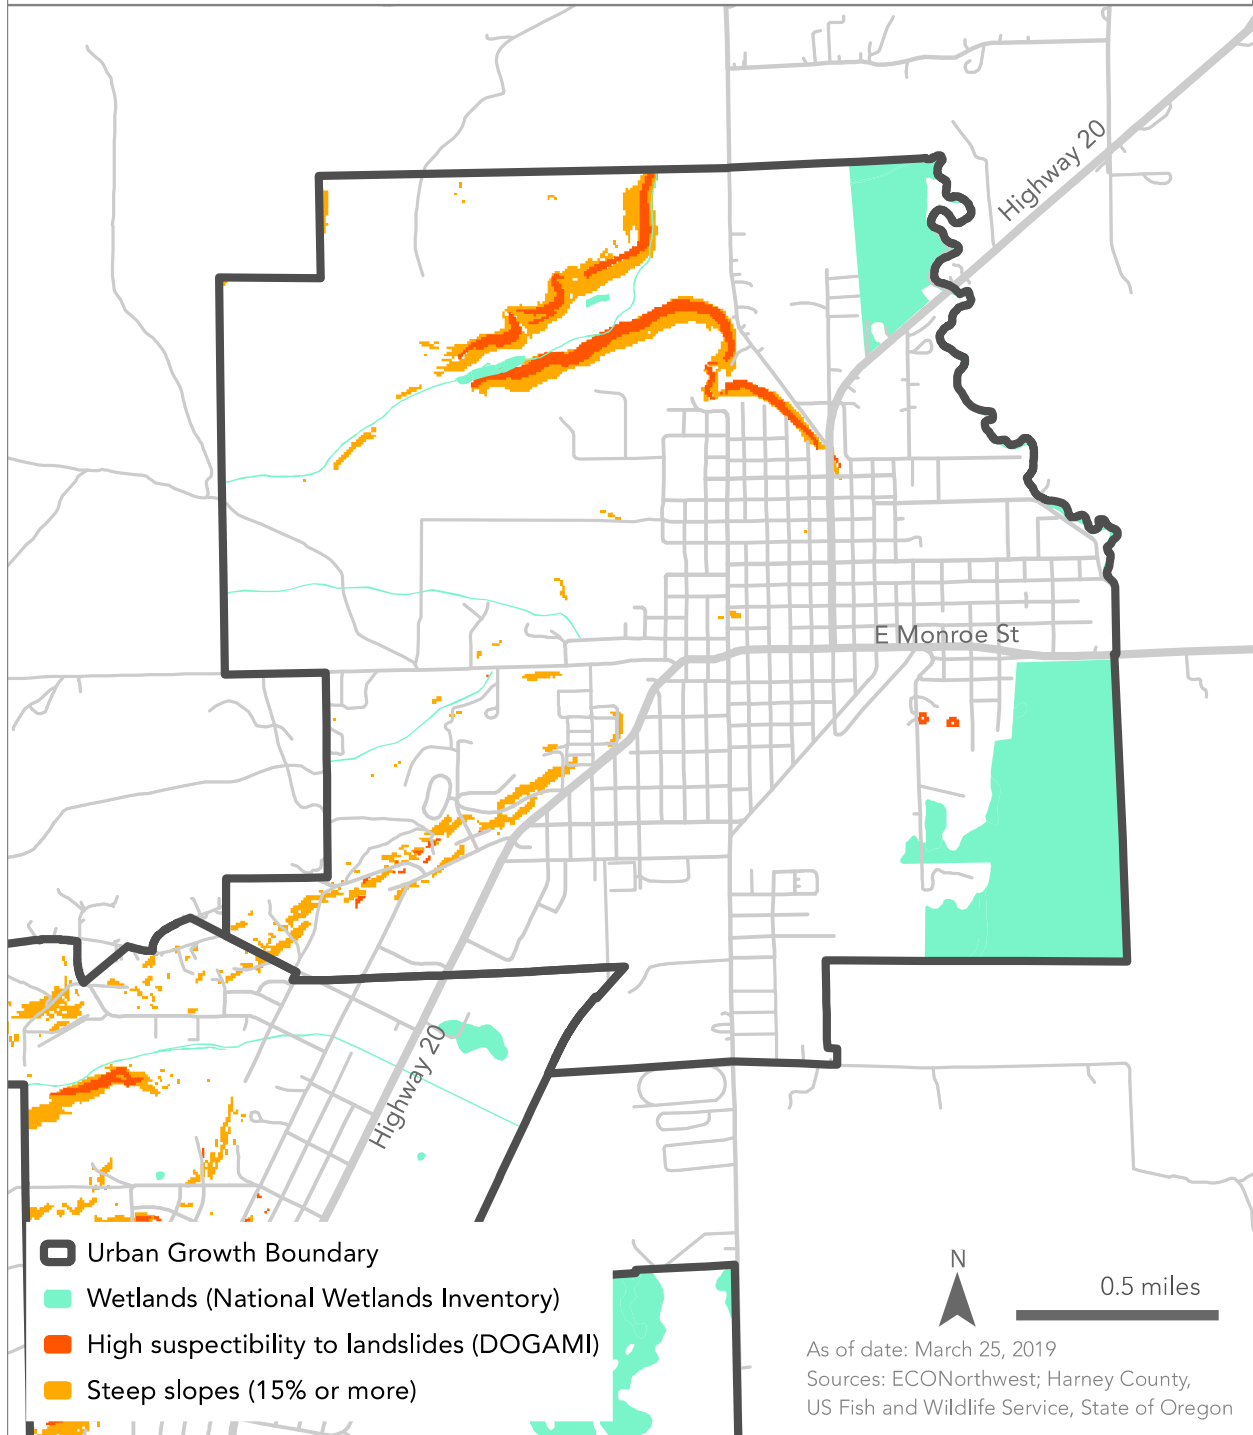 Highway 20
E Monroe St
Highway 20
Urban Growth Boundary
Wetlands (National Wetlands Inventory)
High suspectibility to landslides (DOGAMI)
Steep slopes (15% or more)
N
0.5 miles
As of date: March 25, 2019
Sources: ECONorthwest; Harney County,
US Fish and Wildlife Service, State of Oregon